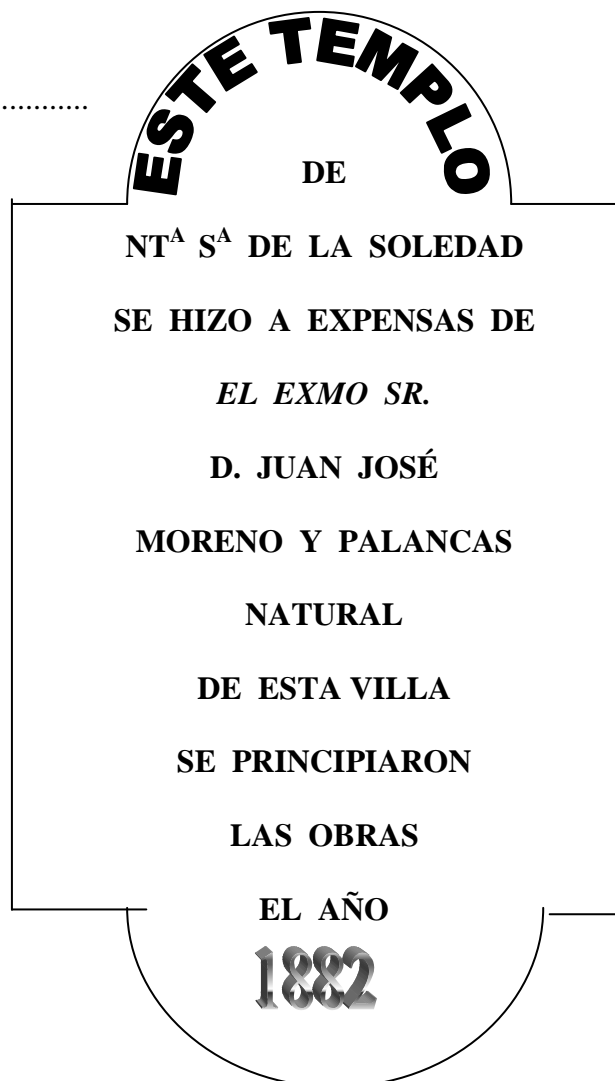 ESTE TEMPLO
...........
DE
NTᴬ Sᴬ DE LA SOLEDAD
SE HIZO A EXPENSAS DE
EL EXMO SR.
D. JUAN JOSÉ
MORENO Y PALANCAS
NATURAL
DE ESTA VILLA
SE PRINCIPIARON
LAS OBRAS
EL AÑO
1882